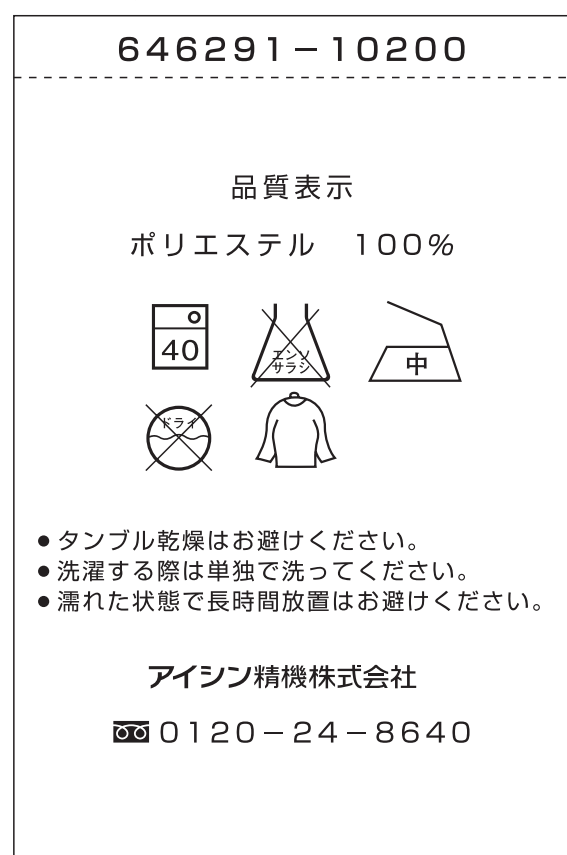 646291-10200
品質表示
ポリエステル 100%
40
エンソ
サラシ
中
ドライ
●タンブル乾燥はお避けください。
●洗濯する際は単独で洗ってください。
●濡れた状態で長時間放置はお避けください。
アイシン精機株式会社
0120-24-8640